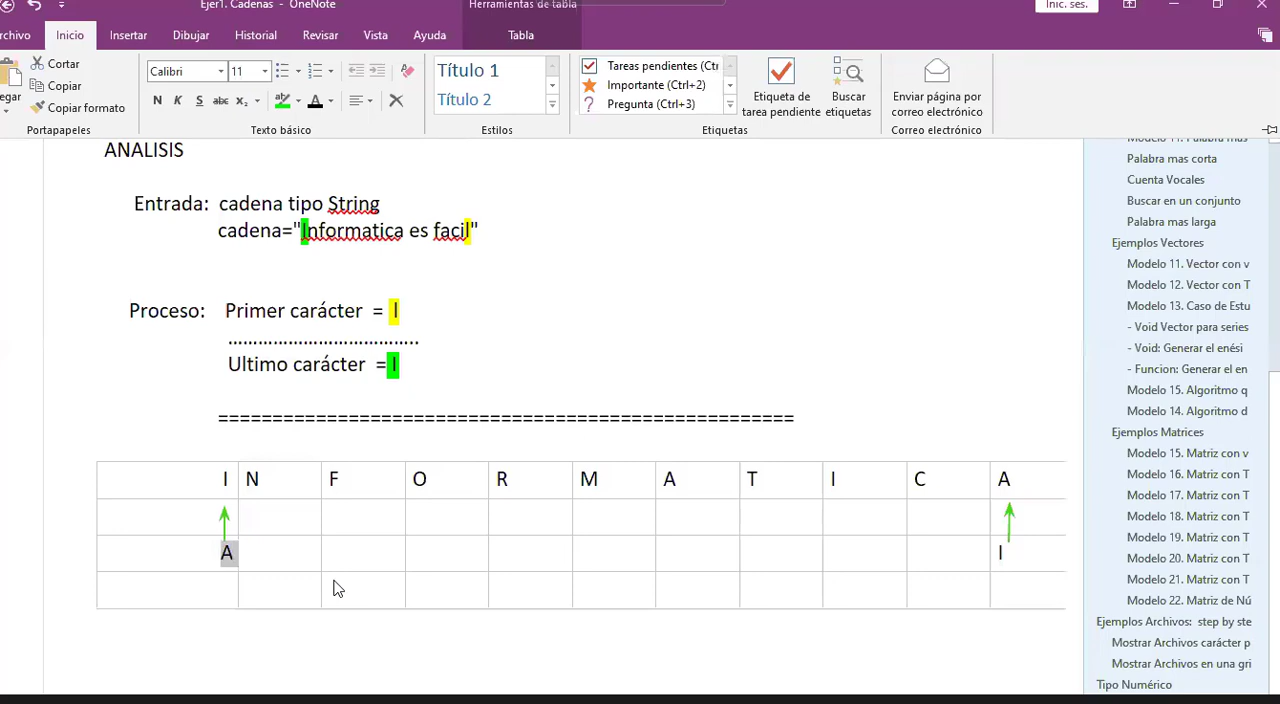 Ejer1. Cadenas - OneNote
Herramientas de tabla
Inic. ses.
rchivo Inicio Insertar Dibujar Historial Revisar Vista Ayuda Tabla
Cortar
Copiar
Copiar formato
egar
Portapapeles
Calibri 11
N K S abc X₂ A
Texto básico
Título 1
Título 2
Estilos
Tareas pendientes (Ctr
Importante (Ctrl+2)
Pregunta (Ctrl+3)
Etiqueta de
tarea pendiente
Buscar
etiquetas
Etiquetas
Enviar página por
correo electrónico
Correo electrónico
ANALISIS
Entrada: cadena tipo String
cadena="Informatica es facil"
Proceso: Primer carácter = l
......................................
Ultimo carácter =I
================================================================
I N F O R M A T I C A
A I
Palabra mas corta
Cuenta Vocales
Buscar en un conjunto
Palabra mas larga
Ejemplos Vectores
Modelo 11. Vector con v
Modelo 12. Vector con T
Modelo 13. Caso de Estu
- Void Vector para series
- Void: Generar el enési
- Funcion: Generar el en
Modelo 15. Algoritmo q
Modelo 14. Algoritmo d
Ejemplos Matrices
Modelo 15. Matriz con v
Modelo 16. Matriz con T
Modelo 17. Matriz con T
Modelo 18. Matriz con T
Modelo 19. Matriz con T
Modelo 20. Matriz con T
Modelo 21. Matriz con T
Modelo 22. Matriz de Nú
Ejemplos Archivos: step by ste
Mostrar Archivos carácter p
Mostrar Archivos en una gri
Tipo Numérico